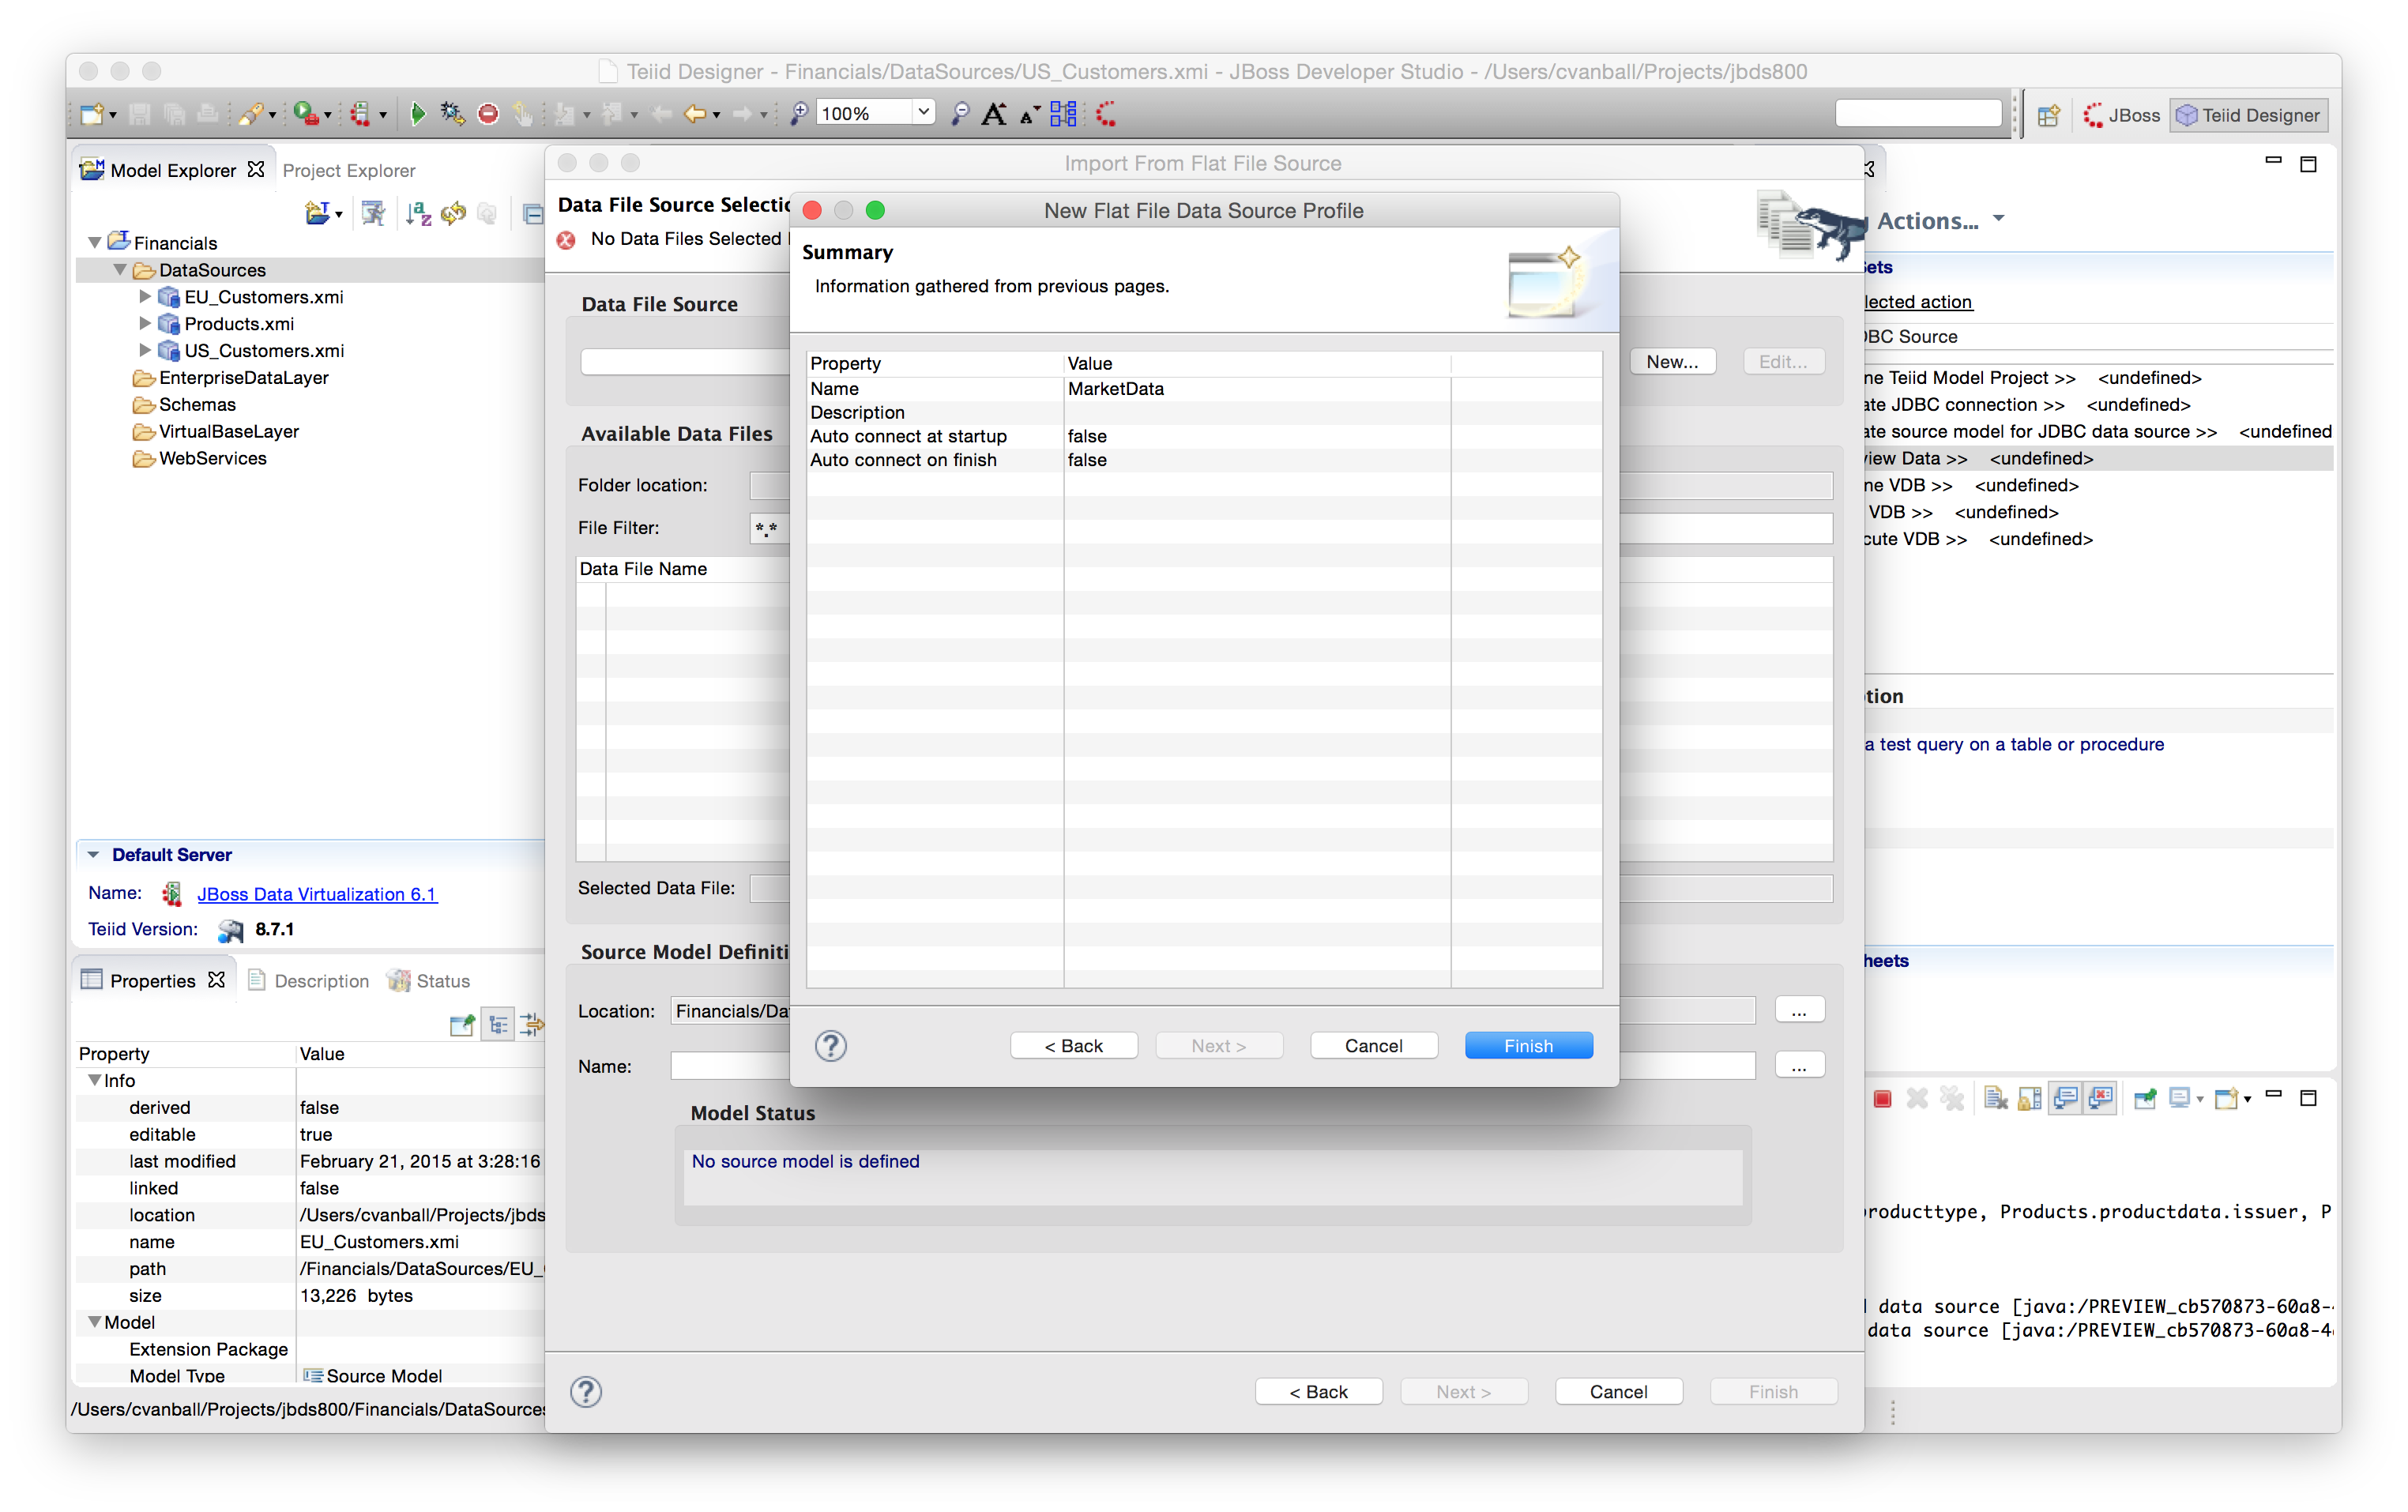 Teiid Designer - Financials/DataSources/US_Customers.xmi - JBoss Developer Studio - /Users/cvanball/Projects/jbds800
100%
JBoss
Teiid Designer
Model Explorer
Project Explorer
Financials
DataSources
EU_Customers.xmi
Products.xmi
US_Customers.xmi
EnterpriseDataLayer
Schemas
VirtualBaseLayer
WebServices
Default Server
Name:
JBoss Data Virtualization 6.1
Teiid Version:
8.7.1
Properties
Description
Status
Property Value
Info
derived false
editable true
last modified February 21, 2015 at 3:28:16
linked false
location /Users/cvanball/Projects/jbds
name EU_Customers.xmi
path /Financials/DataSources/EU_
size 13,226 bytes
Model
Extension Package
Model Type Source Model
/Users/cvanball/Projects/jbds800/Financials/DataSources
Import From Flat File Source
Data File Source Selectio
No Data Files Selected
Data File Source
New...
Edit...
Available Data Files
Folder location:
File Filter:
*.*
Data File Name
Selected Data File:
Source Model Definiti
Location:
Financials/Da
...
Name:
...
Model Status
No source model is defined
< Back
Next >
Cancel
Finish
New Flat File Data Source Profile
Summary
Information gathered from previous pages.
Property Value
Name MarketData
Description
Auto connect at startup false
Auto connect on finish false
< Back
Next >
Cancel
Finish
Actions...
ets
lected action
BC Source
ne Teiid Model Project >> <undefined>
ate JDBC connection >> <undefined>
ate source model for JDBC data source >> <undefined
view Data >> <undefined>
ne VDB >> <undefined>
VDB >> <undefined>
cute VDB >> <undefined>
tion
a test query on a table or procedure
heets
roducttype, Products.productdata.issuer, P
data source [java:/PREVIEW_cb570873-60a8-
data source [java:/PREVIEW_cb570873-60a8-4